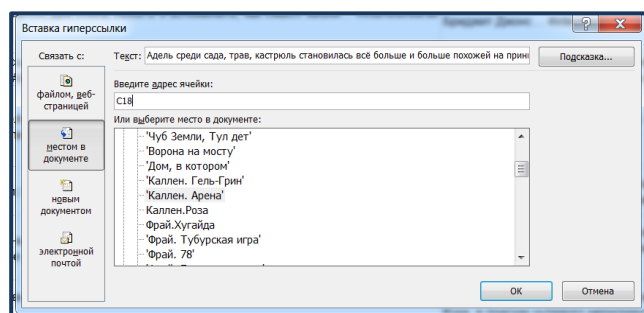 Вставка гиперссылки
Связать с:
Текст: Адель среди сада, трав, кастрюль становилась всё больше и больше похожей на прин
Подсказка...
файлом, веб-
страницей
местом в
документе
новым
документом
электронной
почтой
Введите адрес ячейки:
C18
Или выберите место в документе:
'Чуб Земли, Тул дет'
'Ворона на мосту'
'Дом, в котором'
'Каллен. Гель-Грин'
'Каллен. Арена'
Каллен.Роза
Фрай.Хугайда
'Фрай. Тубурская игра'
'Фрай. 78'
ОК
Отмена